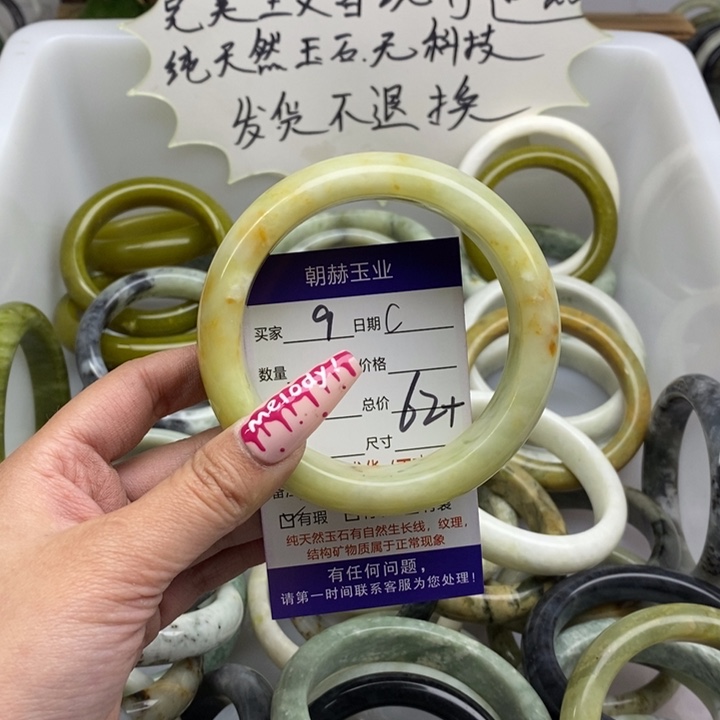 纯天然玉石.无科技
发货不退换
朝赫玉业
买家 9 日期 C
数量 价格
总价 62+
尺寸
melody!
有瑕
纯天然玉石有自然生长线，纹理，
结构矿物质属于正常现象
有任何问题，
请第一时间联系客服为您处理!